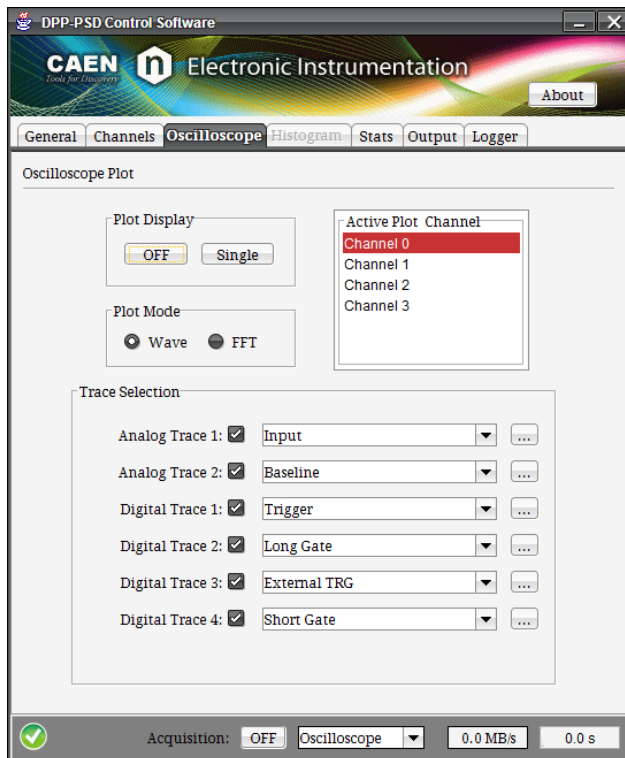 DPP-PSD Control Software
CAEN
Tools for Discovery
n
Electronic Instrumentation
About
General Channels Oscilloscope Histogram Stats Output Logger
Oscilloscope Plot
Plot Display
OFF Single
Active Plot Channel
Channel 0
Channel 1
Channel 2
Channel 3
Plot Mode
Wave FFT
Trace Selection
Analog Trace 1: Input ...
Analog Trace 2: Baseline ...
Digital Trace 1: Trigger ...
Digital Trace 2: Long Gate ...
Digital Trace 3: External TRG ...
Digital Trace 4: Short Gate ...
Acquisition: OFF Oscilloscope 0.0 MB/s 0.0 s